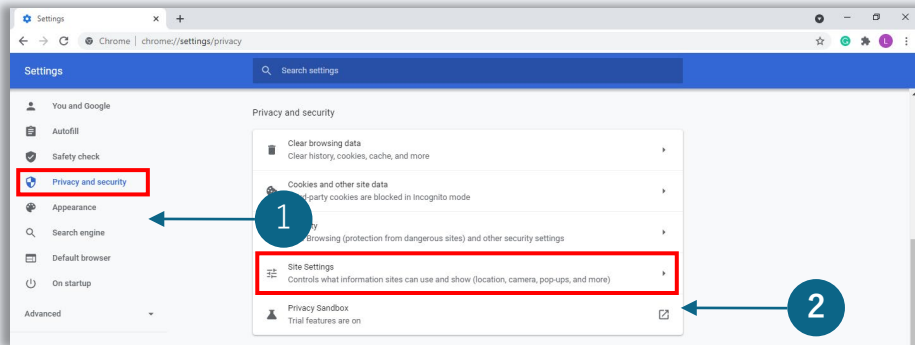 Settings
Chrome | chrome://settings/privacy
G
L
Settings
Search settings
You and Google
Autofill
Safety check
Privacy and security
Appearance
Search engine
Default browser
On startup
Advanced
Privacy and security
Clear browsing data
Clear history, cookies, cache, and more
Cookies and other site data
-party cookies are blocked in Incognito mode
Browsing (protection from dangerous sites) and other security settings
Site Settings
Controls what information sites can use and show (location, camera, pop-ups, and more)
Privacy Sandbox
Trial features are on
1
2